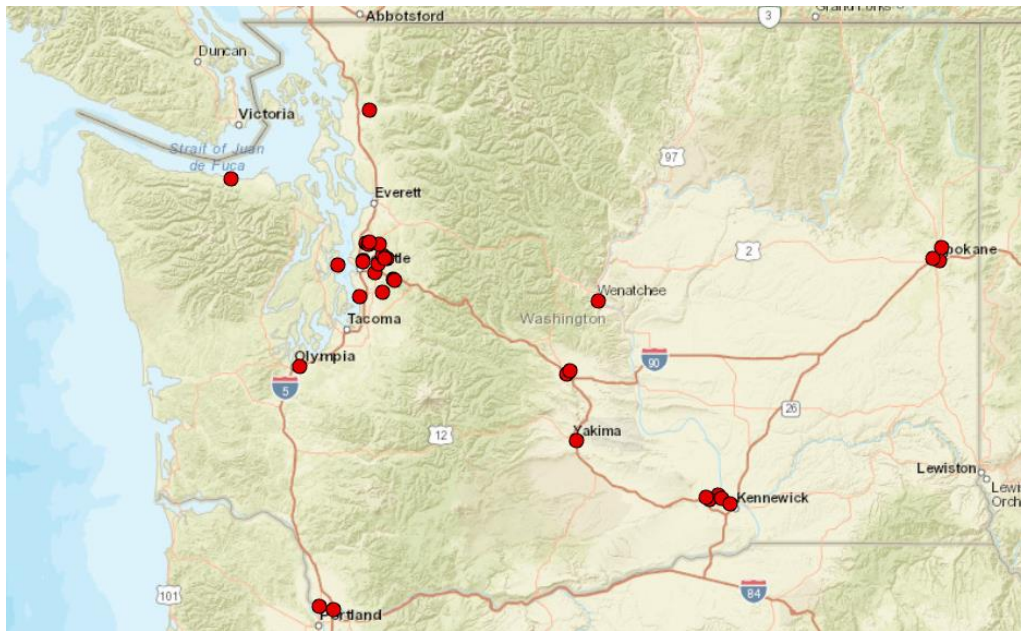 Abbotsford
3
Duncan
Victoria
Strait of Juan
de Fuca
97
Everett
2
Wenatchee
Washington
Tacoma
Olympia
90
5
26
12
Yakima
Lewiston
Kennewick
84
101
Portland